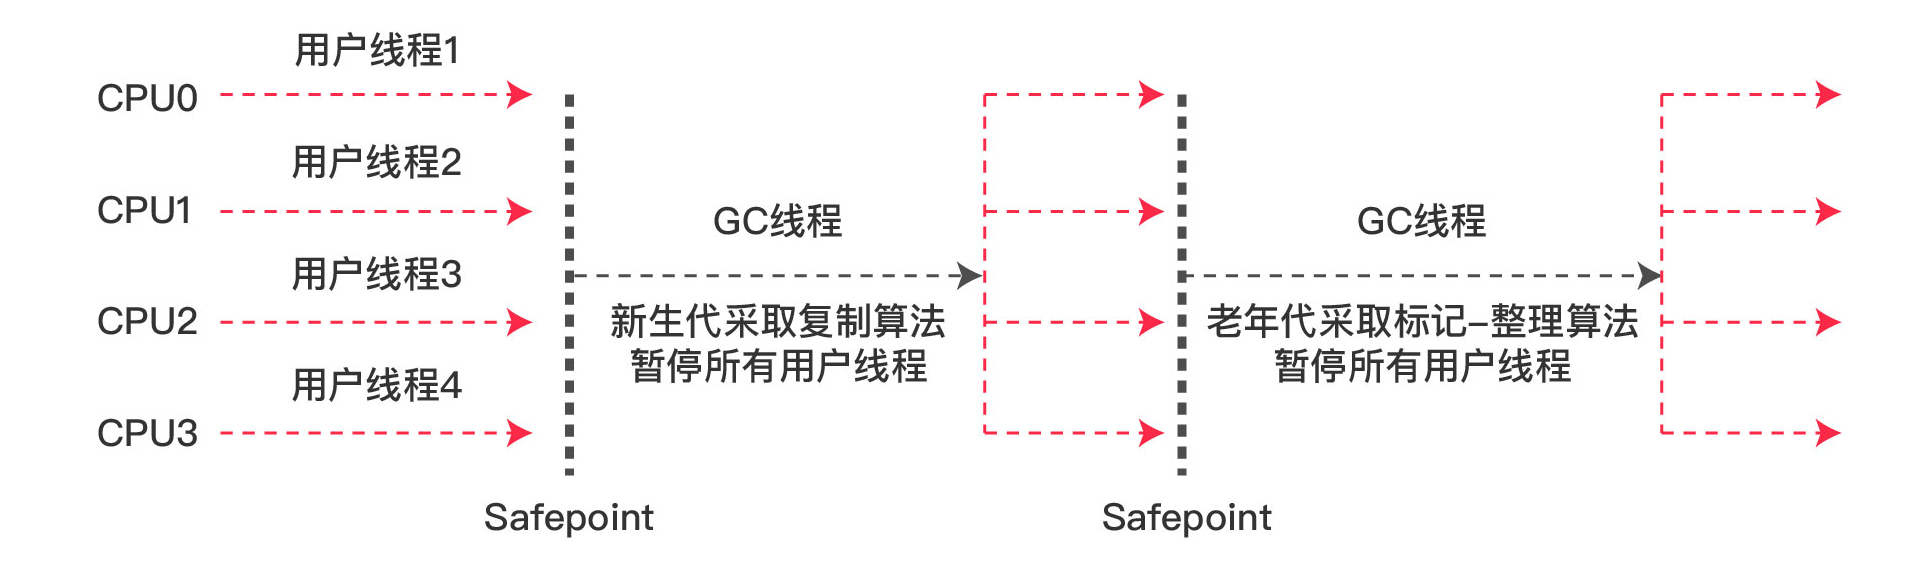 用户线程1
CPU0
用户线程2
CPU1
用户线程3
CPU2
用户线程4
CPU3
Safepoint
GC线程
新生代采取复制算法
暂停所有用户线程
Safepoint
GC线程
老年代采取标记–整理算法
暂停所有用户线程